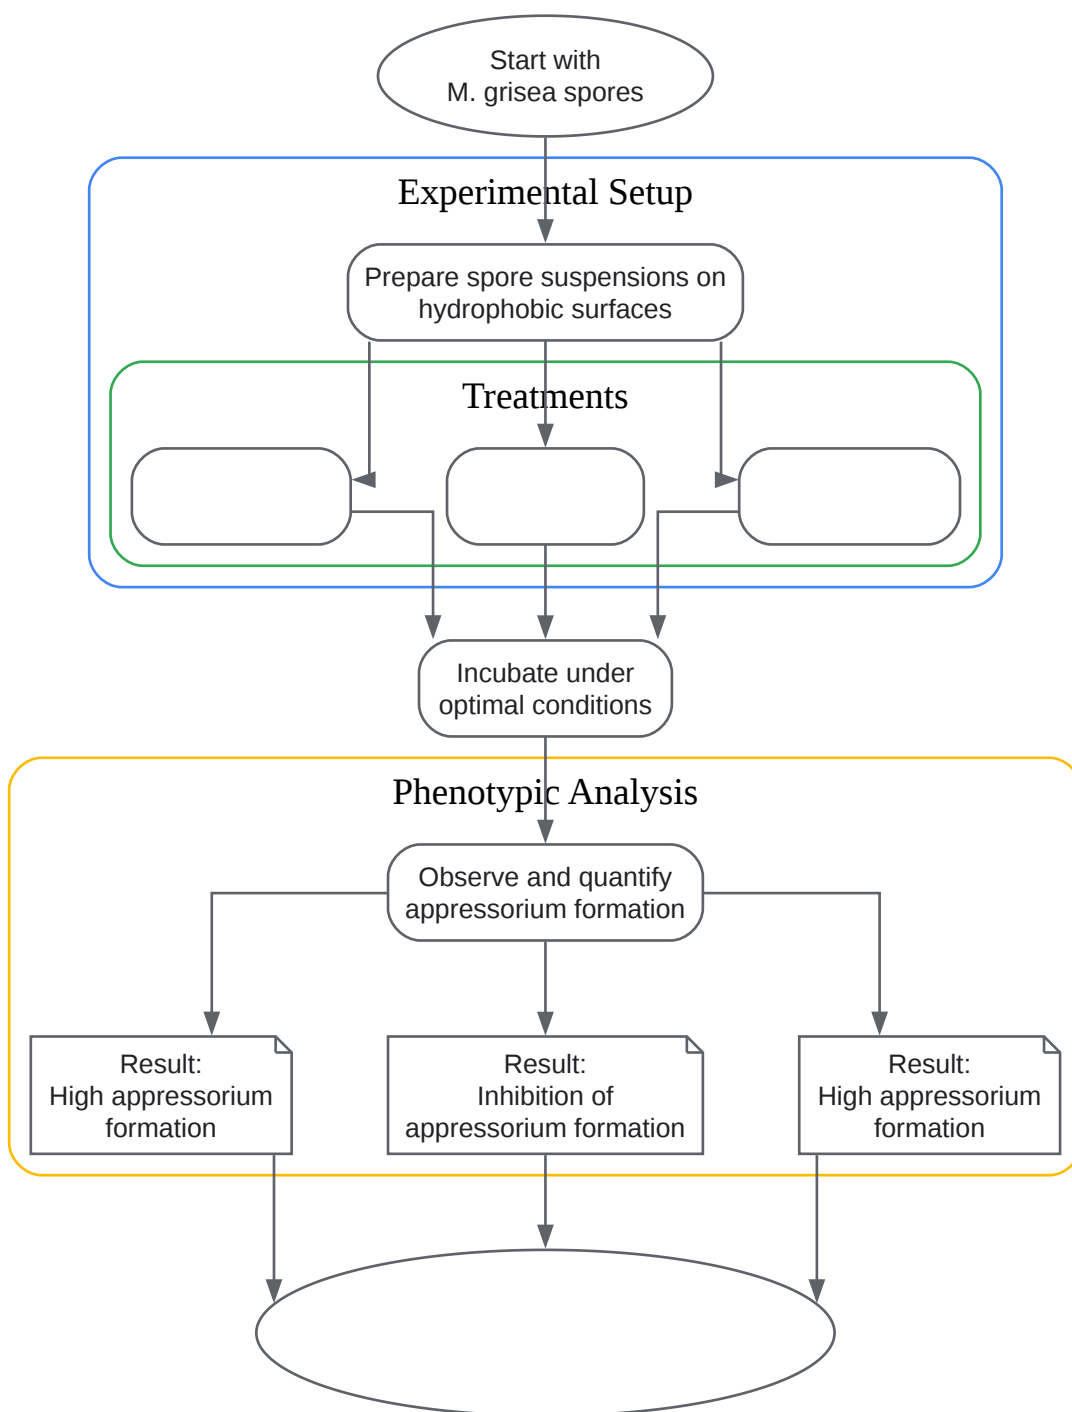 Start with
M. grisea spores
Experimental Setup
Prepare spore suspensions on
hydrophobic surfaces
Treatments
Incubate under
optimal conditions
Phenotypic Analysis
Observe and quantify
appressorium formation
Result:
High appressorium
formation
Result:
Inhibition of
appressorium formation
Result:
High appressorium
formation